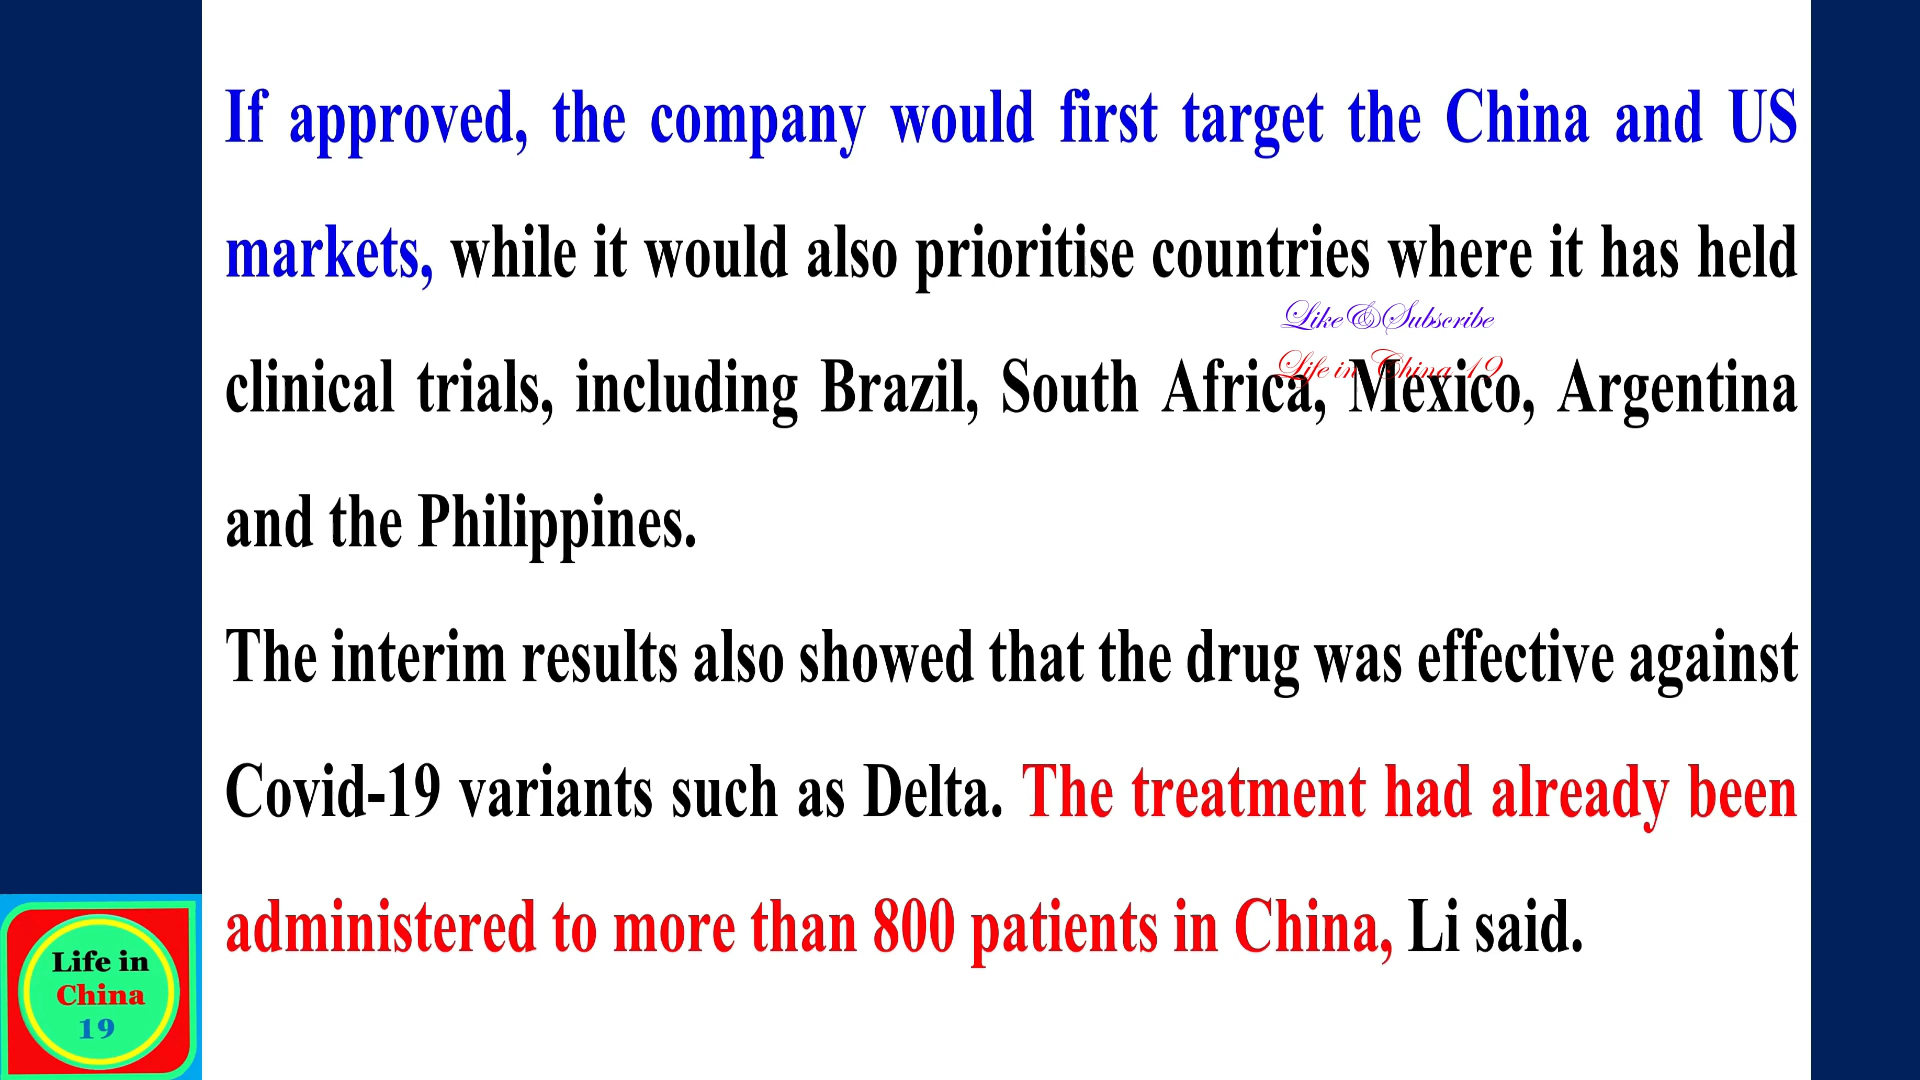 If approved, the company would first target the China and US
markets, while it would also prioritise countries where it has held
Like&Subscribe
Life in China 19
clinical trials, including Brazil, South Africa, Mexico, Argentina
and the Philippines.
The interim results also showed that the drug was effective against
Covid-19 variants such as Delta. The treatment had already been
administered to more than 800 patients in China, Li said.
Life in
China
19